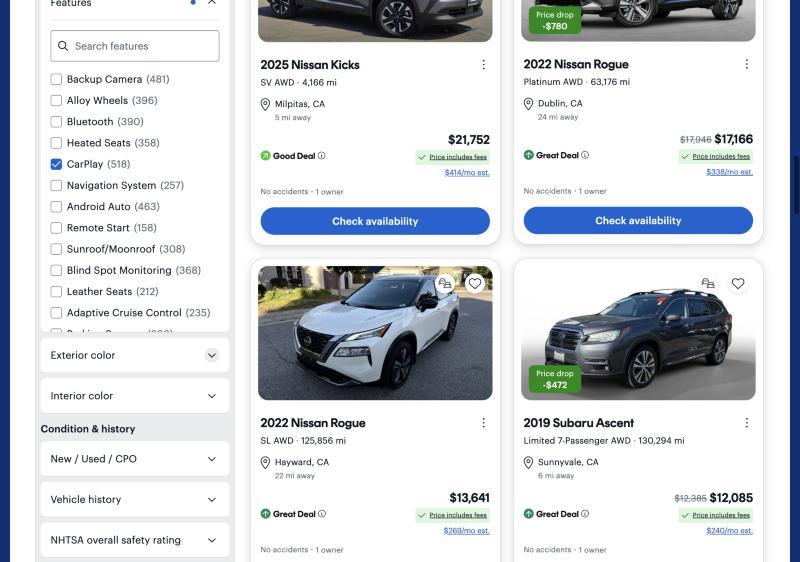 Features
Search features
Backup Camera (481)
Alloy Wheels (396)
Bluetooth (390)
Heated Seats (358)
CarPlay (518)
Navigation System (257)
Android Auto (463)
Remote Start (158)
Sunroof/Moonroof (308)
Blind Spot Monitoring (368)
Leather Seats (212)
Adaptive Cruise Control (235)
Exterior color
Interior color
Condition & history
New / Used / CPO
Vehicle history
NHTSA overall safety rating
2025 Nissan Kicks
SV AWD · 4,166 mi
Milpitas, CA
5 mi away
$21,752
Good Deal
Price includes fees
$414/mo est.
No accidents · 1 owner
Check availability
Price drop
-$780
2022 Nissan Rogue
Platinum AWD · 63,176 mi
Dublin, CA
24 mi away
$17,946 $17,166
Great Deal
Price includes fees
$338/mo est.
No accidents · 1 owner
Check availability
2022 Nissan Rogue
SL AWD · 125,856 mi
Hayward, CA
22 mi away
$13,641
Great Deal
Price includes fees
$269/mo est.
No accidents · 1 owner
Price drop
-$472
2019 Subaru Ascent
Limited 7-Passenger AWD · 130,294 mi
Sunnyvale, CA
6 mi away
$12,385 $12,085
Great Deal
Price includes fees
$240/mo est.
No accidents · 1 owner